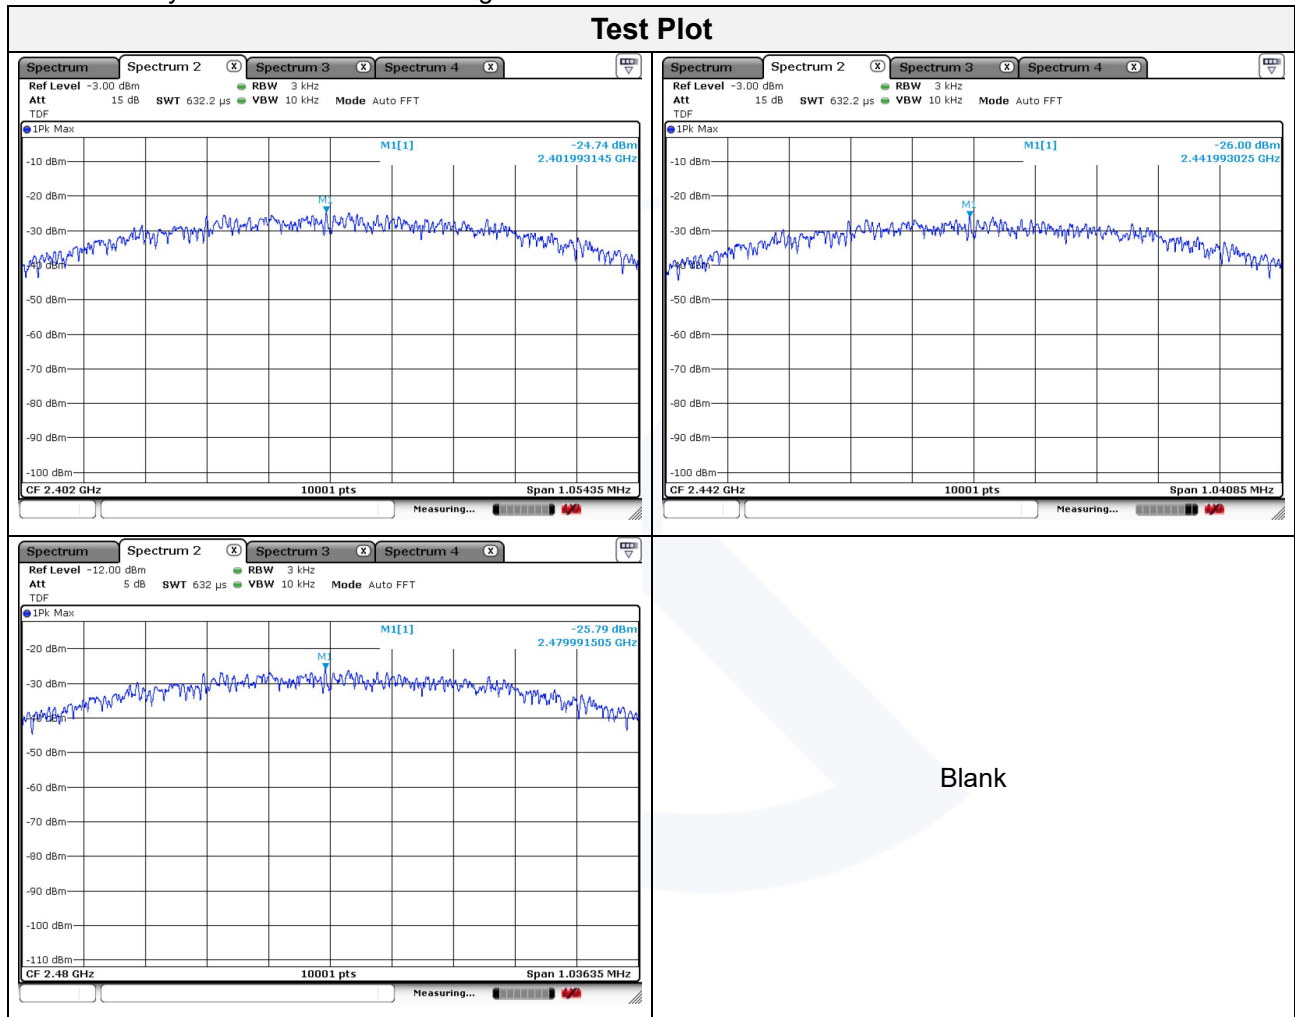 Test Plot
Spectrum Spectrum 2 X Spectrum 3 X Spectrum 4 X
Ref Level -3.00 dBm RBW 3 kHz
Att 15 dB SWT 632.2 µs VBW 10 kHz Mode Auto FFT
TDF
1Pk Max
M1[1] -24.74 dBm
2.401993145 GHz
-10 dBm
-20 dBm
M1
-30 dBm
-40 dBm
-50 dBm
-60 dBm
-70 dBm
-80 dBm
-90 dBm
-100 dBm
CF 2.402 GHz 10001 pts Span 1.05435 MHz
Measuring...
Spectrum Spectrum 2 X Spectrum 3 X Spectrum 4 X
Ref Level -3.00 dBm RBW 3 kHz
Att 15 dB SWT 632.2 µs VBW 10 kHz Mode Auto FFT
TDF
1Pk Max
M1[1] -26.00 dBm
2.441993025 GHz
-10 dBm
-20 dBm
M1
-30 dBm
-40 dBm
-50 dBm
-60 dBm
-70 dBm
-80 dBm
-90 dBm
-100 dBm
CF 2.442 GHz 10001 pts Span 1.04085 MHz
Measuring...
Spectrum Spectrum 2 X Spectrum 3 X Spectrum 4 X
Ref Level -12.00 dBm RBW 3 kHz
Att 5 dB SWT 632 µs VBW 10 kHz Mode Auto FFT
TDF
1Pk Max
M1[1] -25.79 dBm
2.479991505 GHz
-20 dBm
M1
-30 dBm
-40 dBm
-50 dBm
-60 dBm
-70 dBm
-80 dBm
-90 dBm
-100 dBm
-110 dBm
CF 2.48 GHz 10001 pts Span 1.03635 MHz
Measuring...
Blank